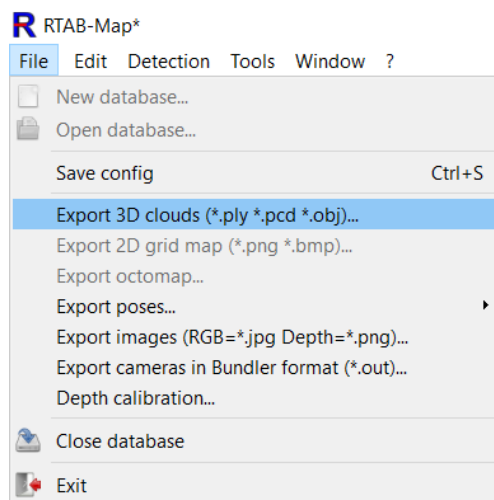 RTAB-Map*
File Edit Detection Tools Window ?
New database...
Open database...
Save config Ctrl+S
Export 3D clouds (*.ply *.pcd *.obj)...
Export 2D grid map (*.png *.bmp)...
Export octomap...
Export poses...
Export images (RGB=*.jpg Depth=*.png)...
Export cameras in Bundler format (*.out)...
Depth calibration...
Close database
Exit